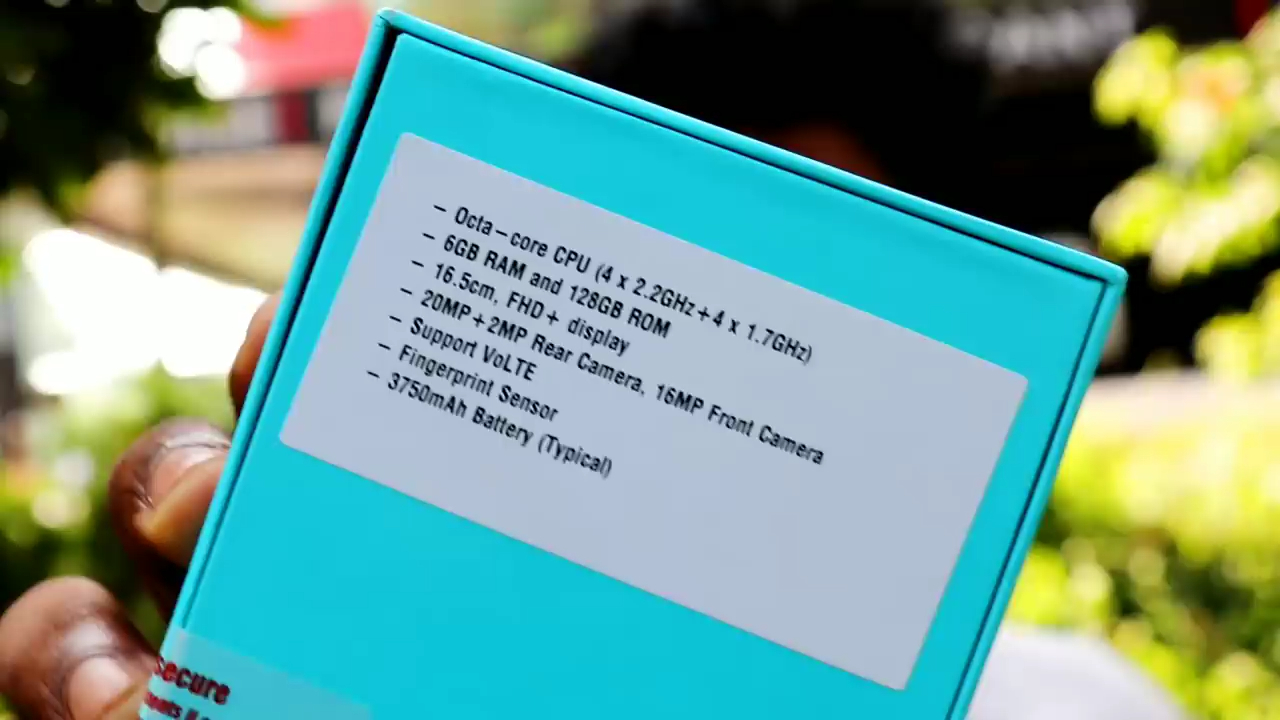 - Octa-core CPU (4 x 2.2GHz+4 x 1.7GHz)
- 6GB RAM and 128GB ROM
- 16.5cm, FHD+ display
- 20MP+2MP Rear Camera, 16MP Front Camera
- Support VoLTE
- Fingerprint Sensor
- 3750mAh Battery (Typical)
secure